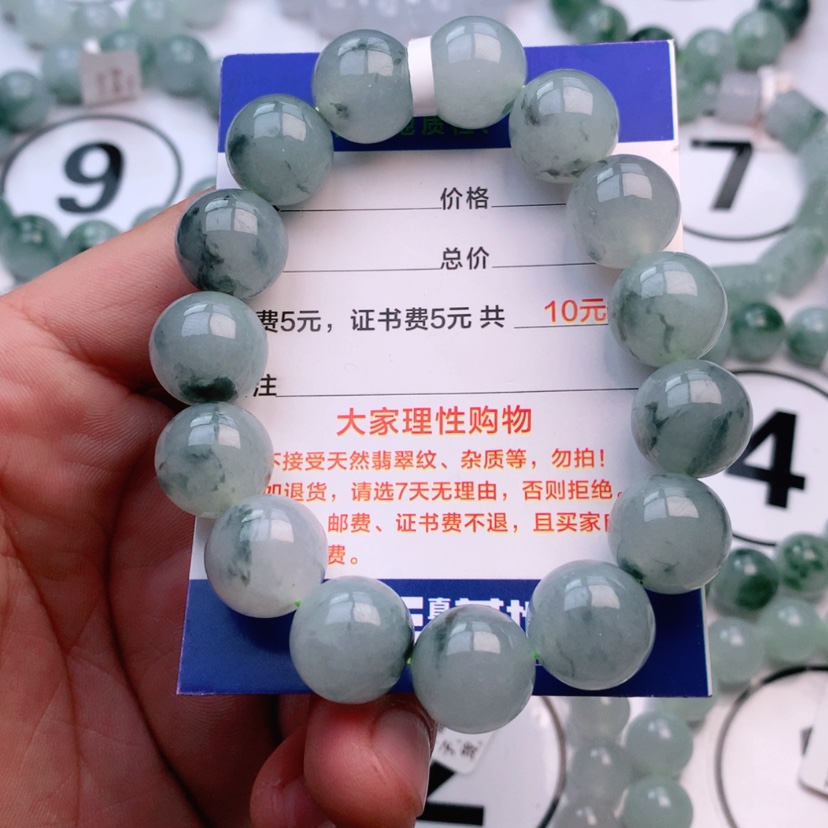 9
7
价格
总价
费5元，证书费5元 共 10元
注
4
大家理性购物
接受天然翡翠纹、杂质等，勿拍！
退货，请选7天无理由，否则拒绝。
邮费、证书费不退，且买家
费。